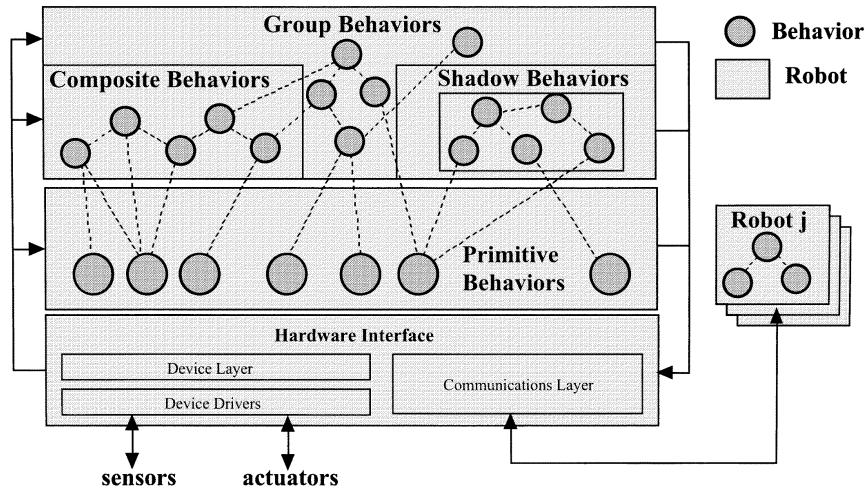 Group Behaviors
Behavior
Composite Behaviors
Shadow Behaviors
Robot
Robot j
Primitive
Behaviors
Hardware Interface
Device Layer
Communications Layer
Device Drivers
sensors
actuators